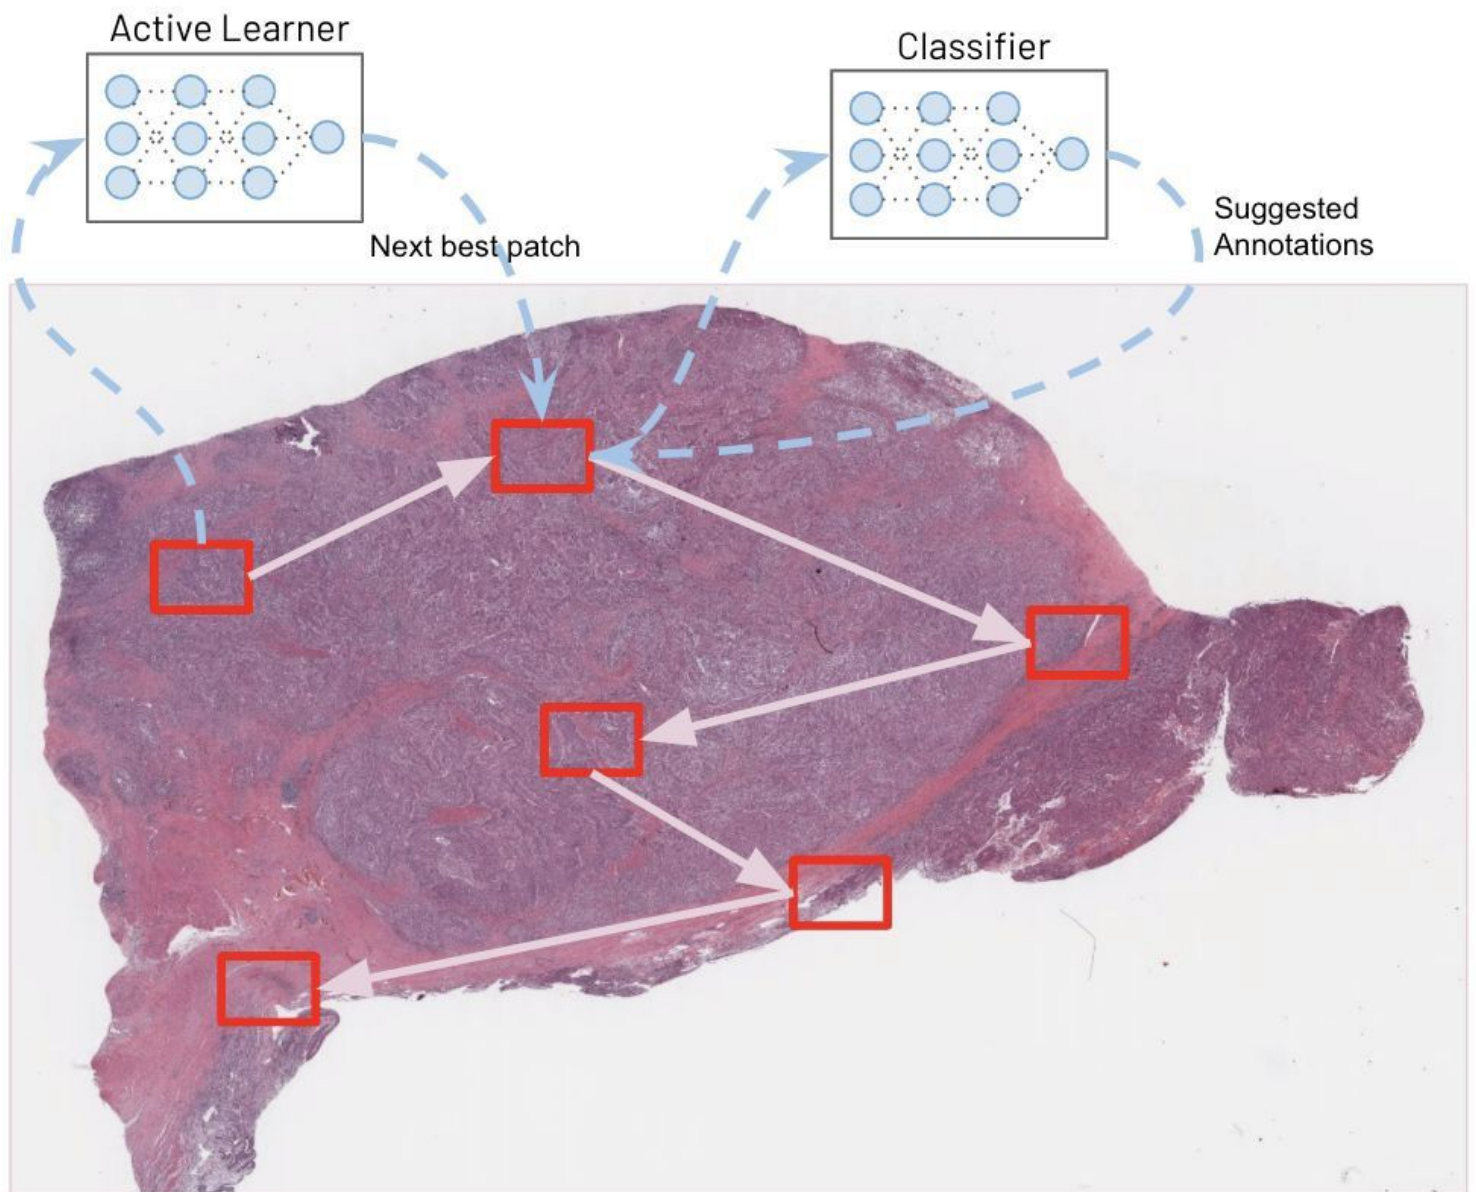 Active Learner
Classifier
Next best patch
Suggested
Annotations